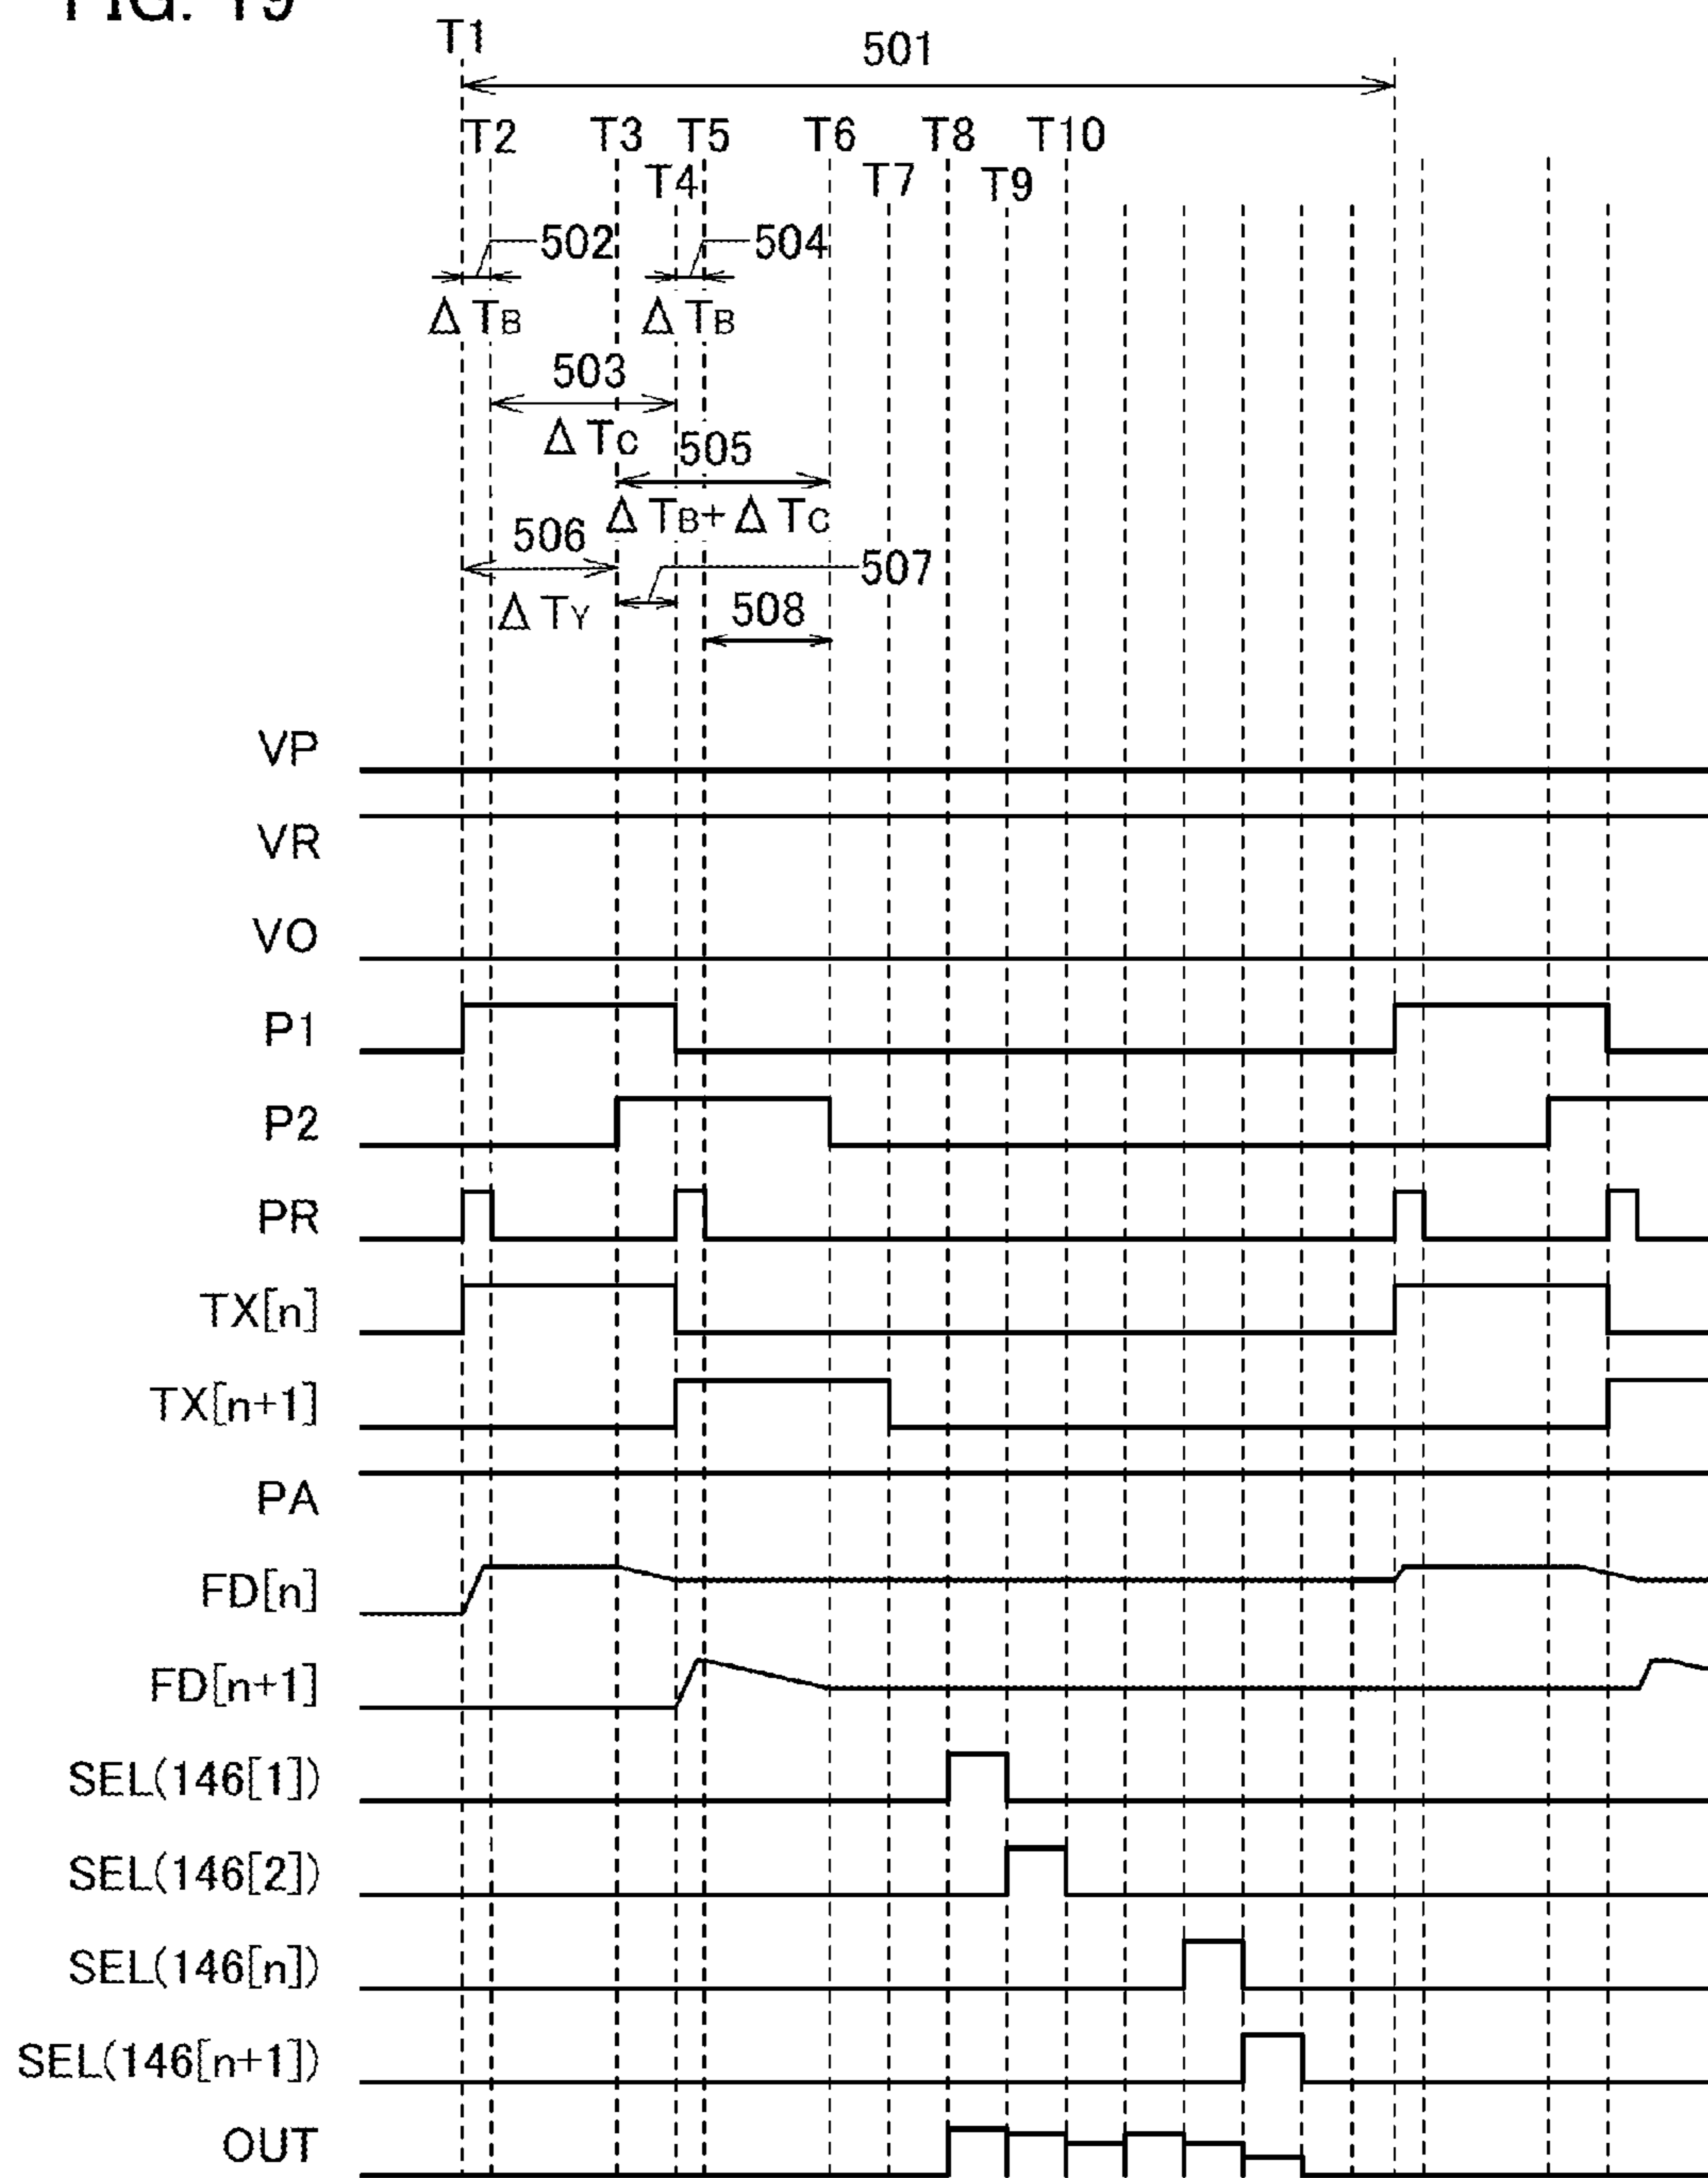 FIG. 19
T1
501
T2 T3 T5 T6 T8 T10
T4 T7 T9
502 504
ΔTB ΔTB
503
ΔTC
505
ΔTB+ΔTC
506
507
ΔTY
508
VP
VR
VO
P1
P2
PR
TX[n]
TX[n+1]
PA
FD[n]
FD[n+1]
SEL(146[1])
SEL(146[2])
SEL(146[n])
SEL(146[n+1])
OUT